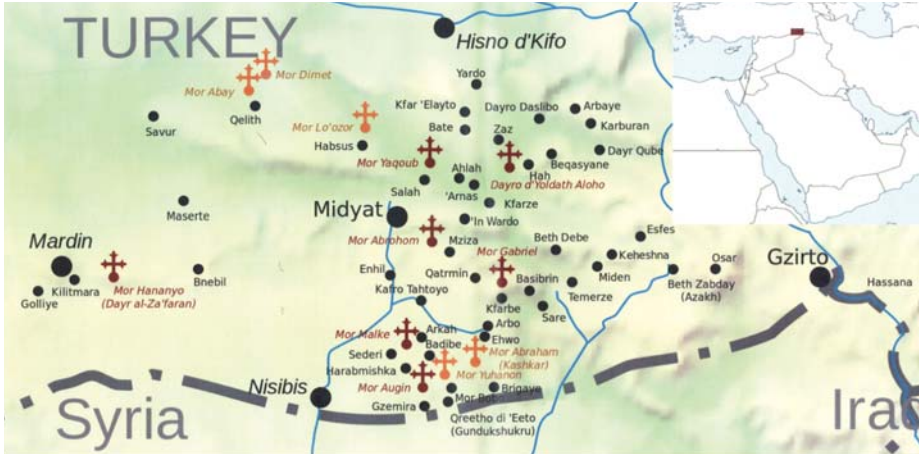 TURKEY
Hisno d'Kifo
Mor Dimet
Mor Abay
Yardo
Qelith
Savur
Kfar 'Elayto
Dayro Daslibo
Arbaye
Mor Lo'ozor
Bate
Zaz
Karburan
Habsus
Mor Yaqoub
Ahlah
Beqasyane
Dayr Qube
Hah
Dayro d'Yoldath Aloho
Salah
'Arnas
Kfarze
Maserte
Midyat
'In Wardo
Mardin
Mor Abrohom
Mziza
Beth Debe
Esfes
Mor Gabriel
Keheshna
Gzirto
Bnebil
Enhil
Qatrmin
Basibrin
Miden
Osar
Kilitmara
Mor Hananyo
(Dayr al-Za'faran)
Golliye
Kafro Tahtoyo
Temerze
Beth Zabday
(Azakh)
Hassana
Kfarbe
Sare
Mor Malke
Arkah
Arbo
Ehwo
Sederi
Badibe
Mor Abraham
(Kashkar)
Harabmishka
Mor Yuhanon
Nisibis
Mor Augin
Brigaye
Mor Bobo
Gzemira
Qreetho di 'Eeto
(Gundukshukru)
Syria
Iraq